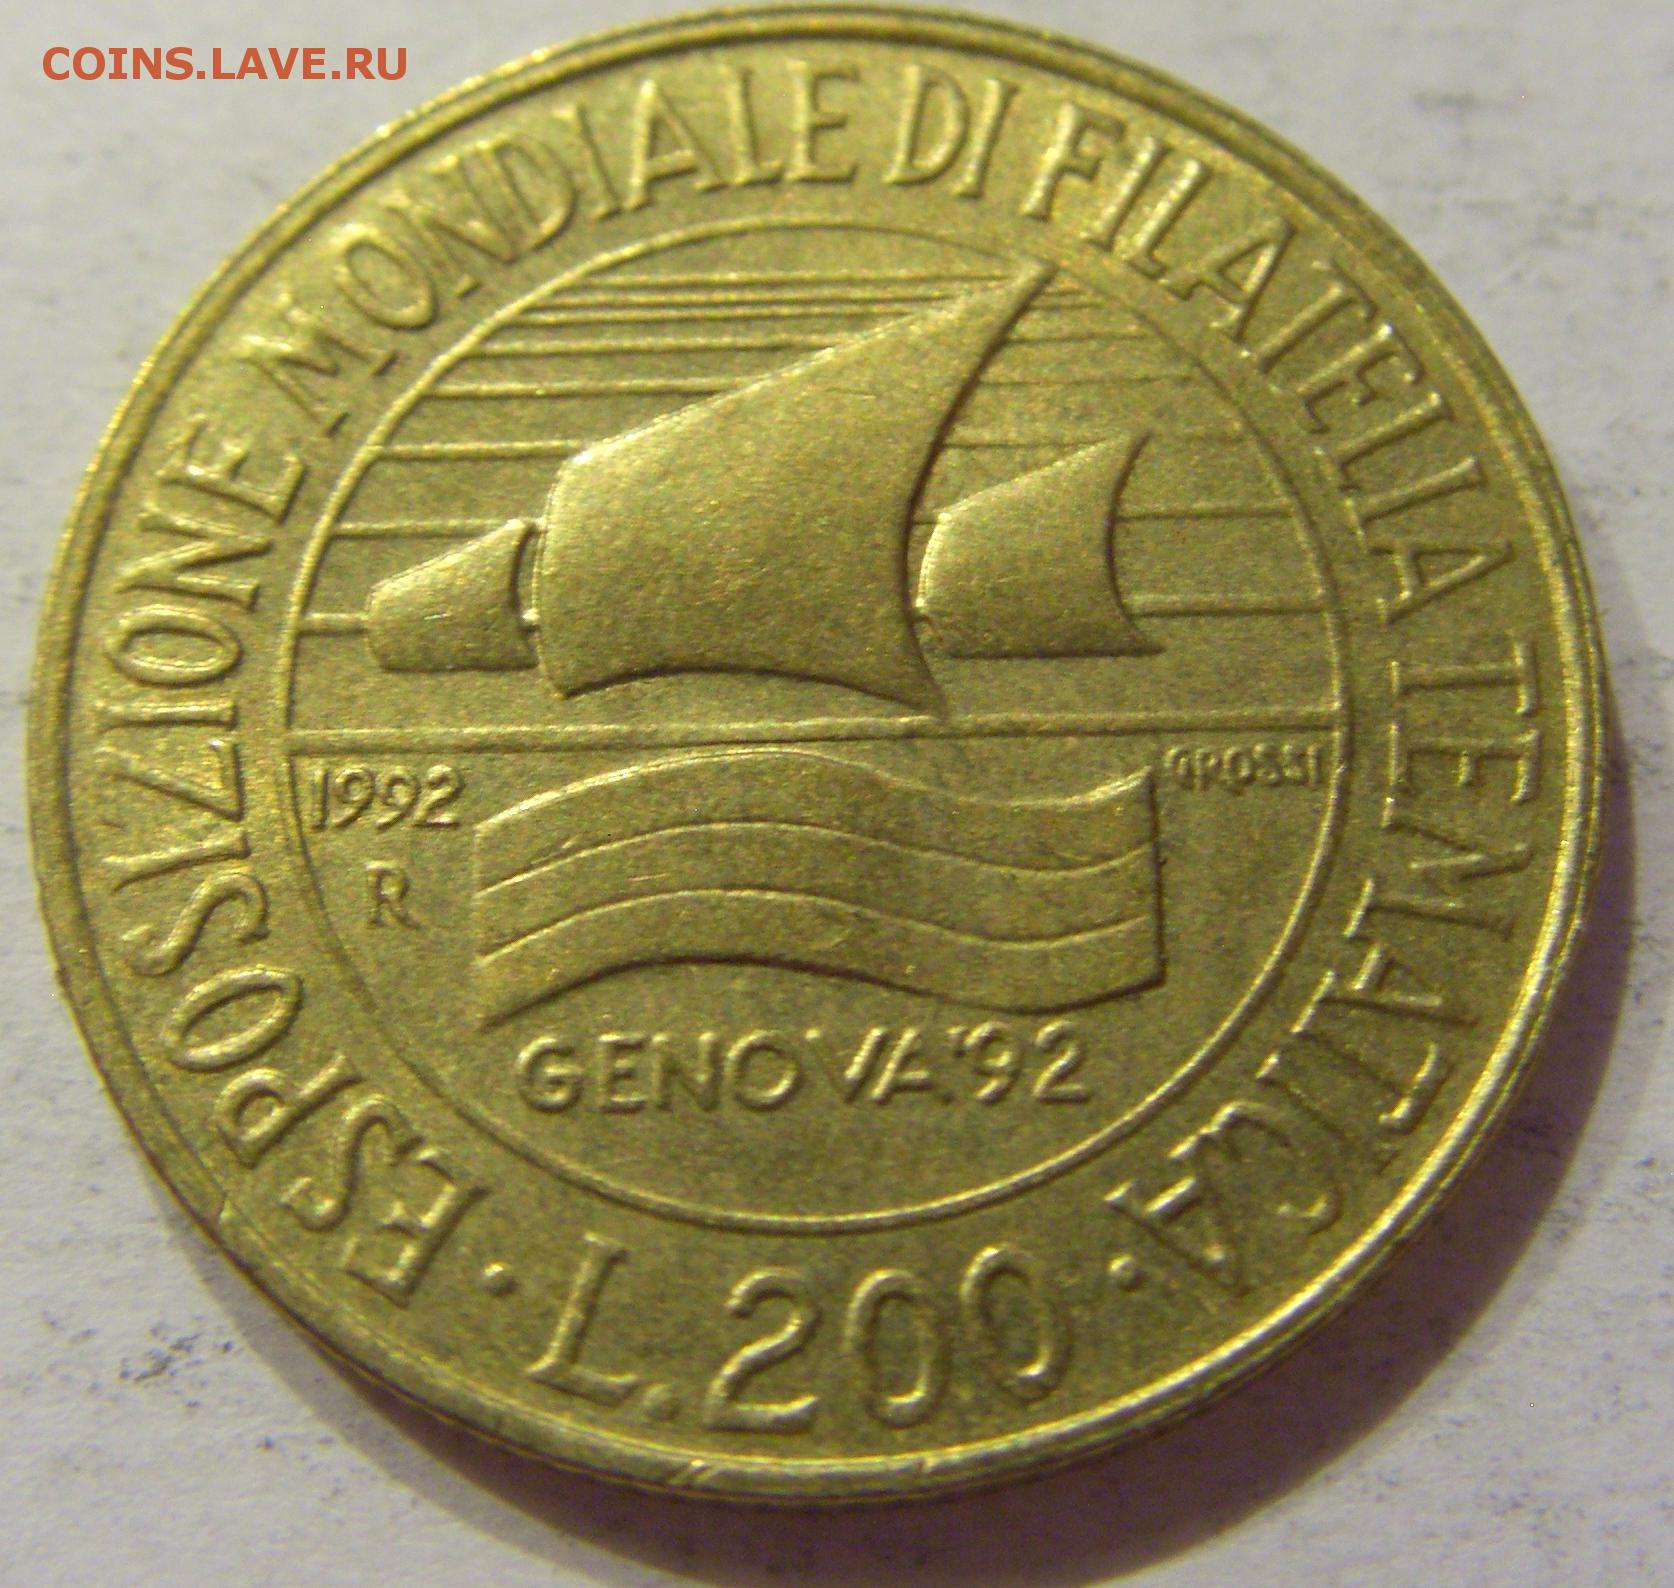 COINS.LAVE.RU
ESPOSIZIONE MONDIALE DI FILATELIA TEMATICA
1992
GROSSI
R
GENOVA '92
· L. 200 ·